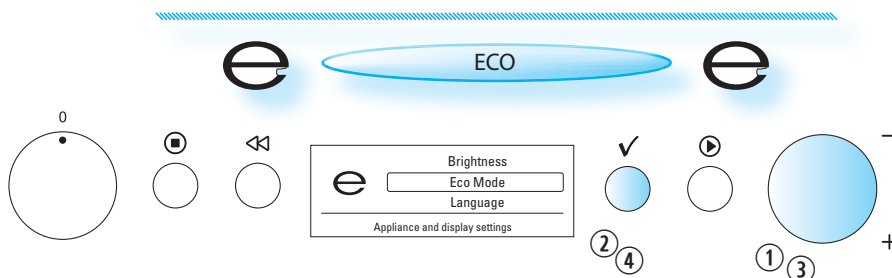 ECO
0
Brightness
Eco Mode
Language
Appliance and display settings
-
+
② ④
① ③